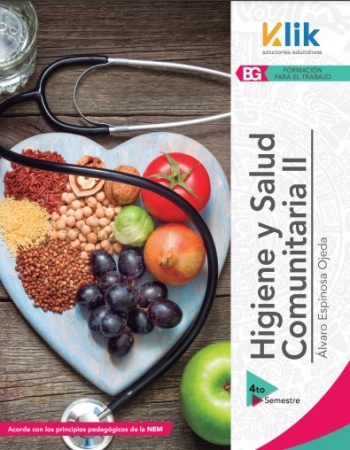 Klik
soluciones educativas
BG
FORMACIÓN
PARA EL TRABAJO
Higiene y Salud
Comunitaria II
Álvaro Espinosa Ojeda
4to
Semestre
Acorde con los principios pedagógicos de la NEM